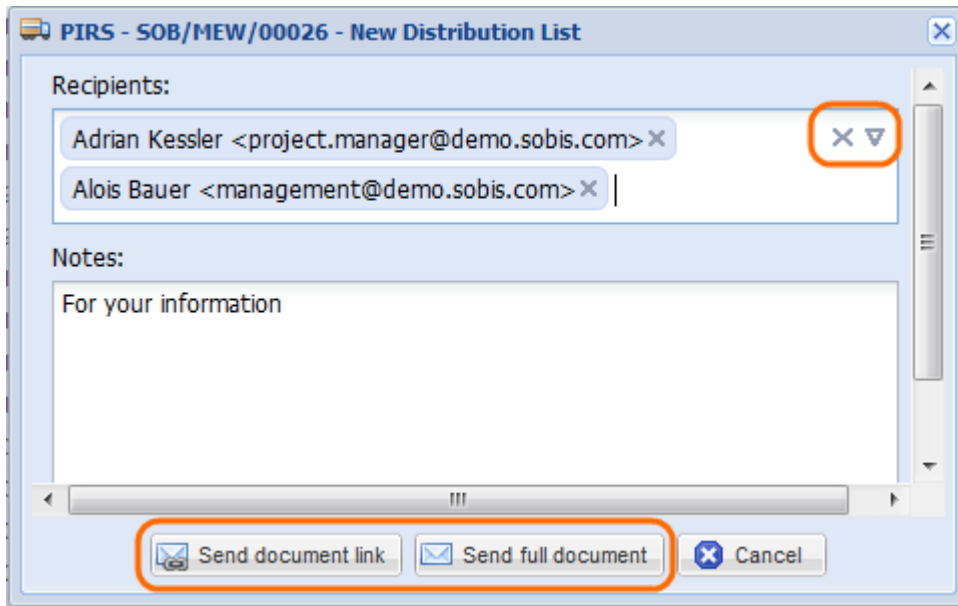 PIRS - SOB/MEW/00026 - New Distribution List
Recipients:
Adrian Kessler <project.manager@demo.sobis.com>
Alois Bauer <management@demo.sobis.com>
Notes:
For your information
Send document link Send full document Cancel